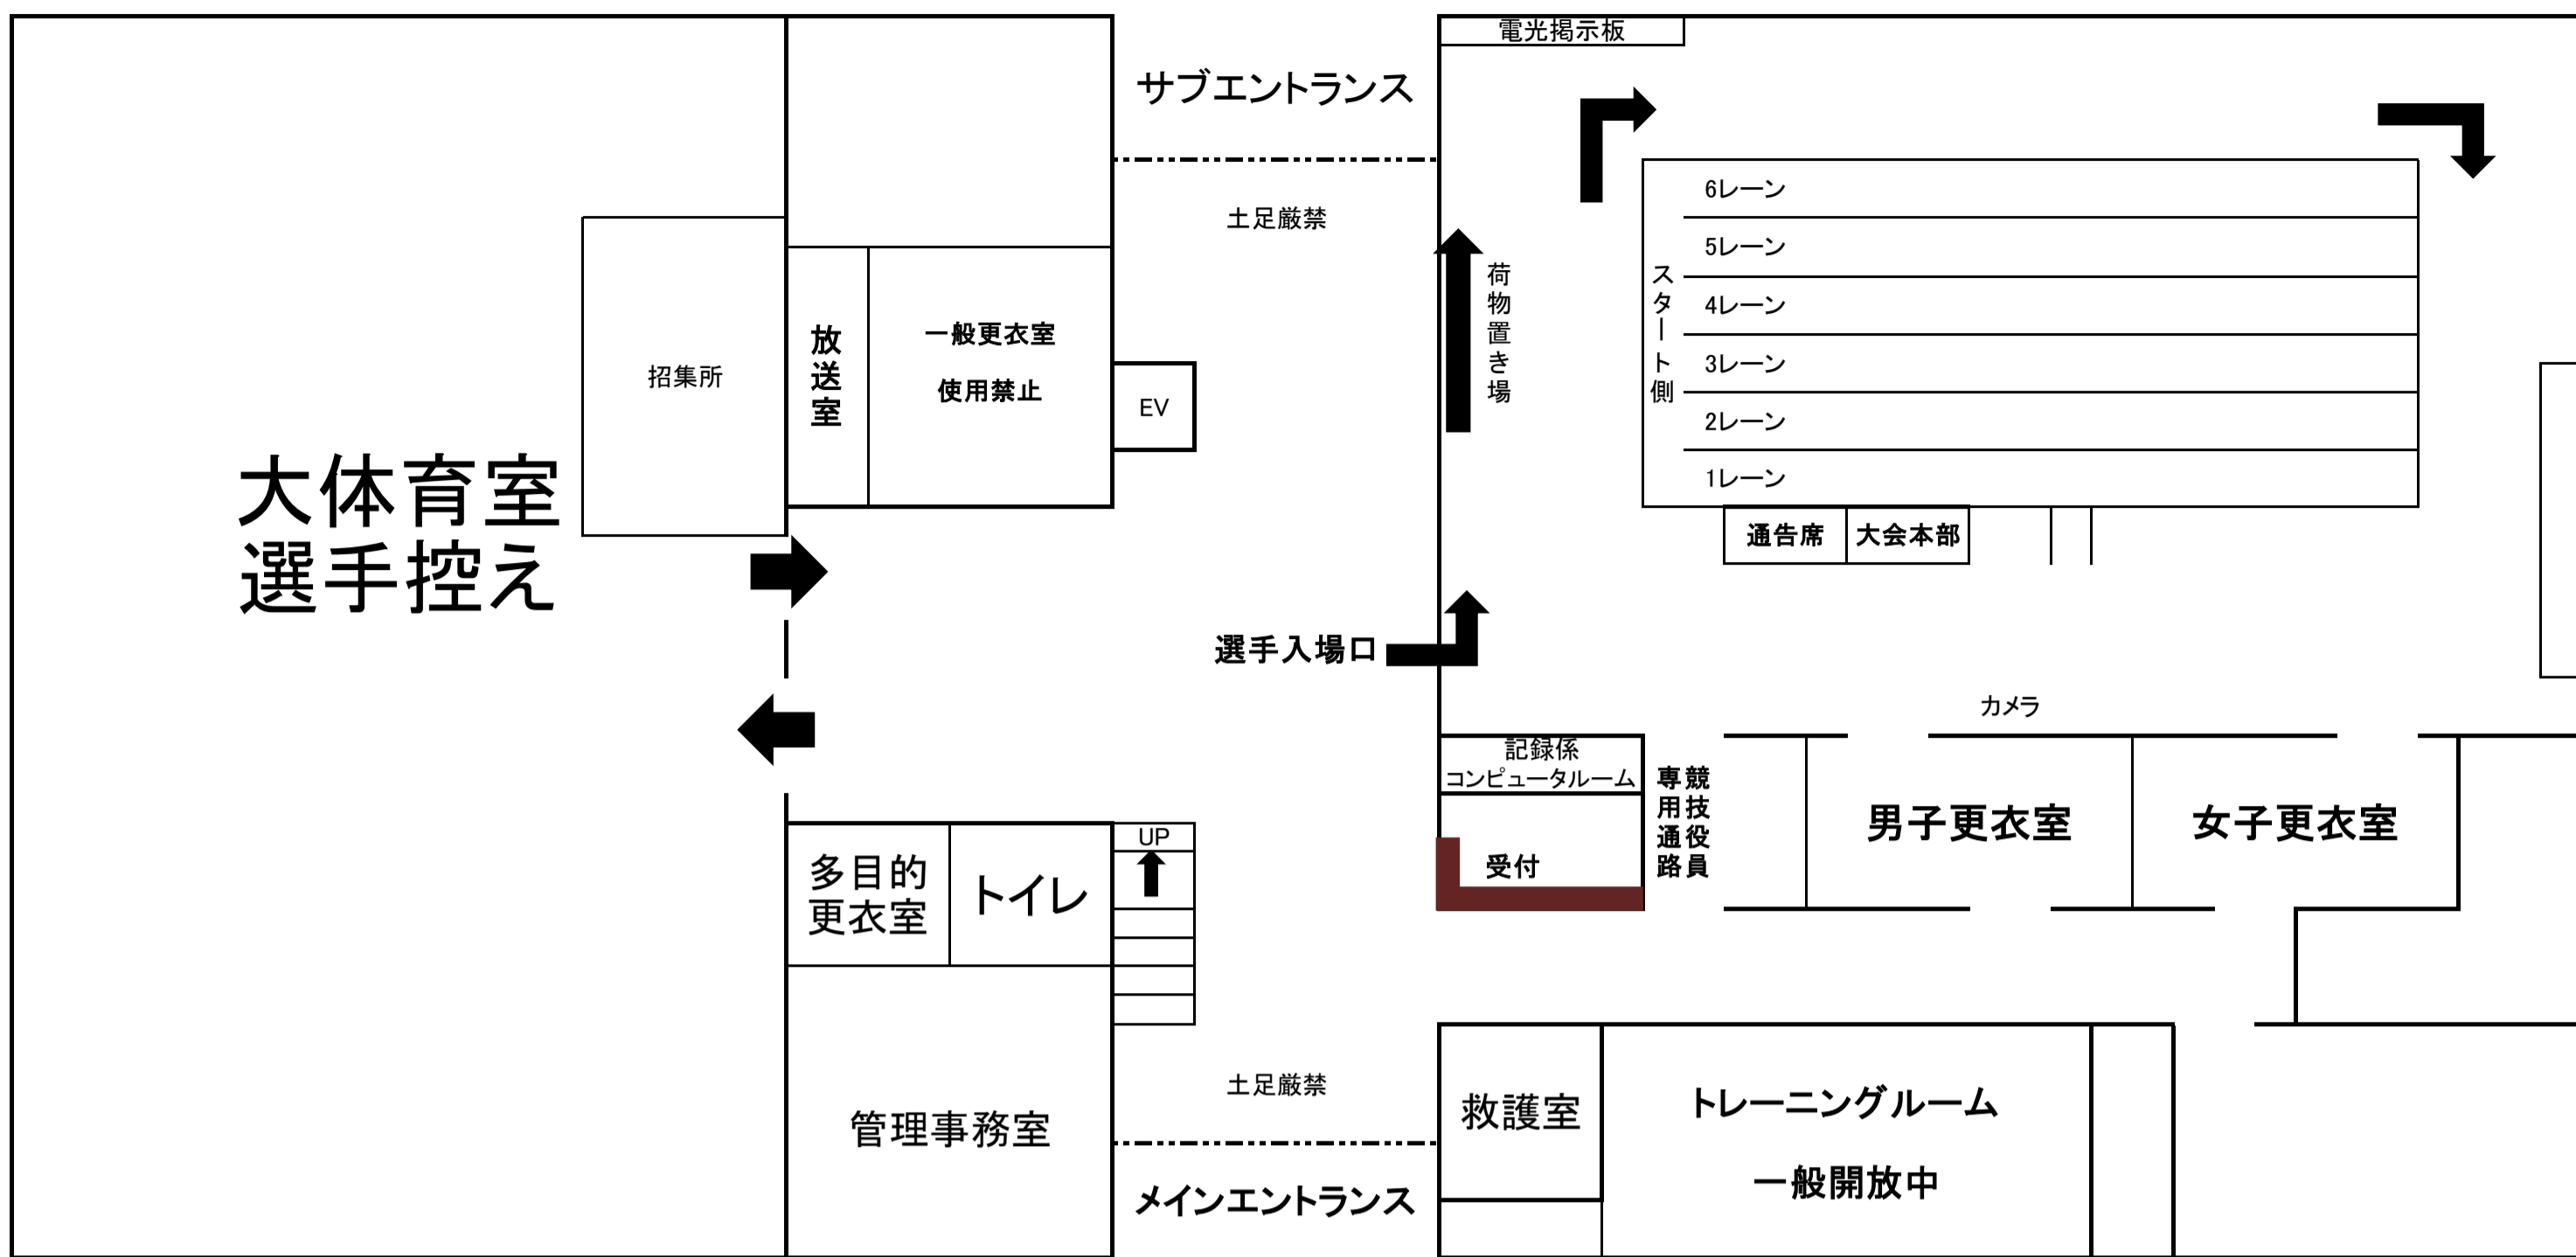 電光掲示板
サブエントランス
土足厳禁
6レーン
5レーン
4レーン
3レーン
2レーン
1レーン
スタート側
荷物置き場
招集所
放送室
一般更衣室
使用禁止
EV
大体育室
選手控え
通告席
大会本部
選手入場口
カメラ
記録係
コンピュータルーム
受付
競技役員
専用通路
男子更衣室
女子更衣室
多目的
更衣室
トイレ
UP
管理事務室
土足厳禁
メインエントランス
救護室
トレーニングルーム
一般開放中